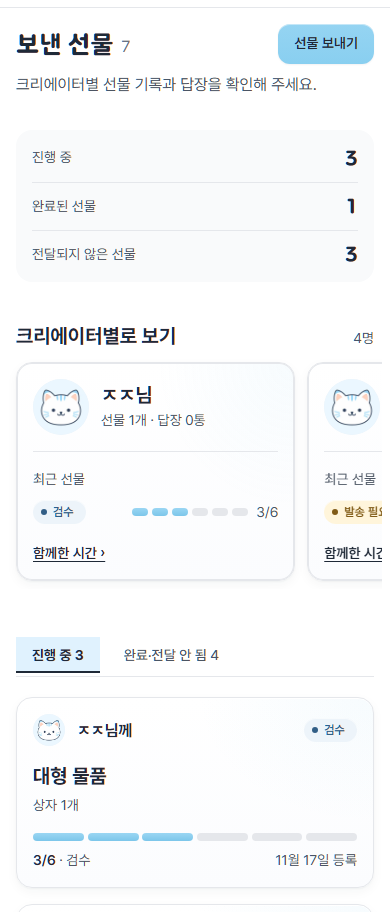 보낸 선물 7
선물 보내기
크리에이터별 선물 기록과 답장을 확인해 주세요.
진행 중 3
완료된 선물 1
전달되지 않은 선물 3
크리에이터별로 보기 4명
ㅈㅈ님
선물 1개 · 답장 0통
최근 선물
검수 3/6
함께한 시간 ›
최근 선물
발송 필
함께한 시
진행 중 3
완료·전달 안 됨 4
ㅈㅈ님께 검수
대형 물품
상자 1개
3/6 · 검수 11월 17일 등록